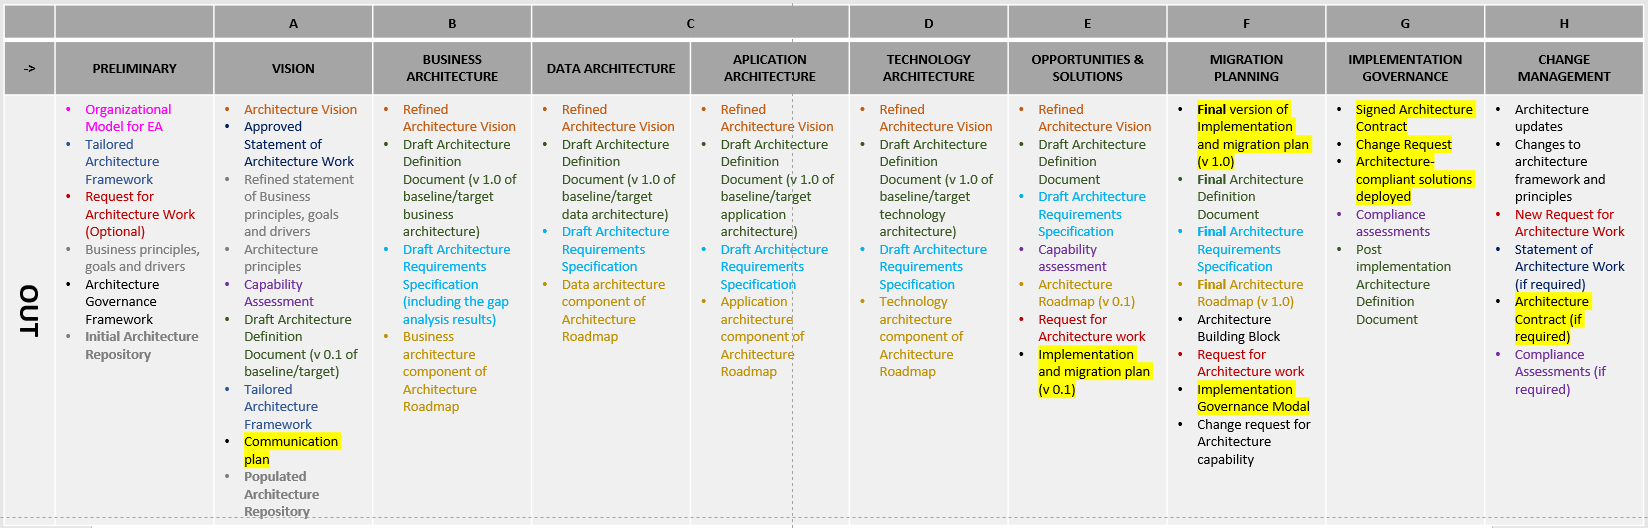 A
B
C
D
E
F
G
H
->
PRELIMINARY
VISION
BUSINESS
ARCHITECTURE
DATA ARCHITECTURE
APLICATION
ARCHITECTURE
TECHNOLOGY
ARCHITECTURE
OPPORTUNITIES &
SOLUTIONS
MIGRATION
PLANNING
IMPLEMENTATION
GOVERNANCE
CHANGE
MANAGEMENT
OUT
• Organizational
Model for EA
• Tailored
Architecture
Framework
• Request for
Architecture Work
(Optional)
• Business principles,
goals and drivers
• Architecture
Governance
Framework
• Initial Architecture
Repository
• Architecture Vision
• Approved
Statement of
Architecture Work
• Refined statement
of Business
principles, goals
and drivers
• Architecture
principles
• Capability
Assessment
• Draft Architecture
Definition
Document (v 0.1 of
baseline/target)
• Tailored
Architecture
Framework
• Communication
plan
• Populated
Architecture
Repository
• Refined
Architecture Vision
• Draft Architecture
Definition
Document (v 1.0 of
baseline/target
business
architecture)
• Draft Architecture
Requirements
Specification
(including the gap
analysis results)
• Business
architecture
component of
Architecture
Roadmap
• Refined
Architecture Vision
• Draft Architecture
Definition
Document (v 1.0 of
baseline/target
data architecture)
• Draft Architecture
Requirements
Specification
• Data architecture
component of
Architecture
Roadmap
• Refined
Architecture Vision
• Draft Architecture
Definition
Document (v 1.0 of
baseline/target
application
architecture)
• Draft Architecture
Requirements
Specification
• Application
architecture
component of
Architecture
Roadmap
• Refined
Architecture Vision
• Draft Architecture
Definition
Document (v 1.0 of
baseline/target
technology
architecture)
• Draft Architecture
Requirements
Specification
• Technology
architecture
component of
Architecture
Roadmap
• Refined
Architecture Vision
• Draft Architecture
Definition
Document
• Draft Architecture
Requirements
Specification
• Capability
assessment
• Architecture
Roadmap (v 0.1)
• Request for
Architecture work
• Implementation
and migration plan
(v 0.1)
• Final version of
Implementation
and migration plan
(v 1.0)
• Final Architecture
Definition
Document
• Final Architecture
Requirements
Specification
• Final Architecture
Roadmap (v 1.0)
• Architecture
Building Block
• Request for
Architecture work
• Implementation
Governance Modal
• Change request for
Architecture
capability
• Signed Architecture
Contract
• Change Request
• Architecture-
compliant solutions
deployed
• Compliance
assessments
• Post
implementation
Architecture
Definition
Document
• Architecture
updates
• Changes to
architecture
framework and
principles
• New Request for
Architecture Work
• Statement of
Architecture Work
(if required)
• Architecture
Contract (if
required)
• Compliance
Assessments (if
required)